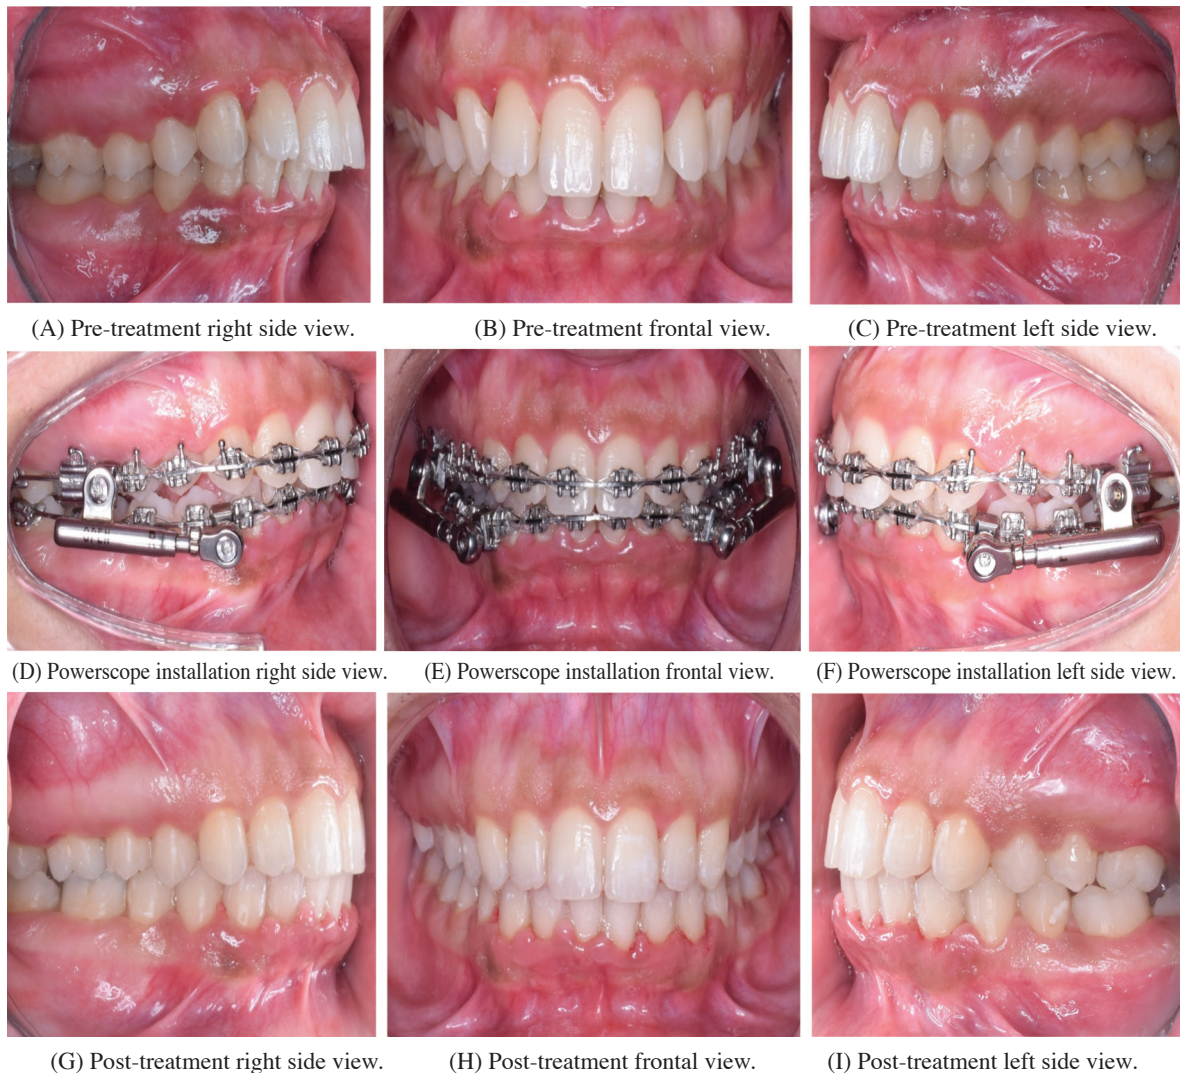 (A) Pre-treatment right side view.
(B) Pre-treatment frontal view.
(C) Pre-treatment left side view.
(D) Powerscope installation right side view.
(E) Powerscope installation frontal view.
(F) Powerscope installation left side view.
(G) Post-treatment right side view.
(H) Post-treatment frontal view.
(I) Post-treatment left side view.